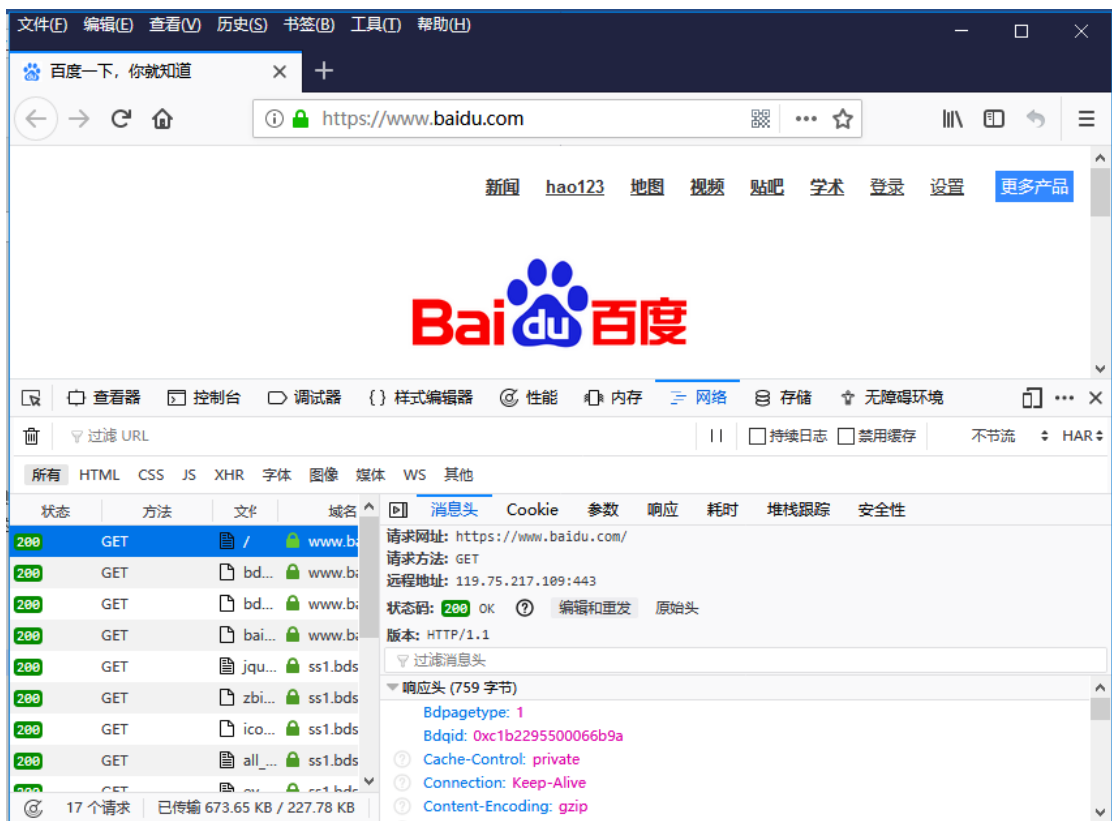 文件(F) 编辑(E) 查看(V) 历史(S) 书签(B) 工具(T) 帮助(H)
百度一下，你就知道
https://www.baidu.com
新闻 hao123 地图 视频 贴吧 学术 登录 设置 更多产品
Bai du 百度
查看器 控制台 调试器 {} 样式编辑器 性能 内存 网络 存储 无障碍环境
过滤 URL 持续日志 禁用缓存 不节流 HAR
所有 HTML CSS JS XHR 字体 图像 媒体 WS 其他
状态 方法 文件 域名
200 GET / www.ba
200 GET bd... www.ba
200 GET bd... www.ba
200 GET bai... www.ba
200 GET jqu... ss1.bds
200 GET zbi... ss1.bds
200 GET ico... ss1.bds
200 GET all_... ss1.bds
200 GET
17 个请求 已传输 673.65 KB / 227.78 KB
消息头 Cookie 参数 响应 耗时 堆栈跟踪 安全性
请求网址: https://www.baidu.com/
请求方法: GET
远程地址: 119.75.217.109:443
状态码: 200 OK 编辑和重发 原始头
版本: HTTP/1.1
过滤消息头
响应头 (759 字节)
Bdpagetype: 1
Bdqid: 0xc1b2295500066b9a
Cache-Control: private
Connection: Keep-Alive
Content-Encoding: gzip